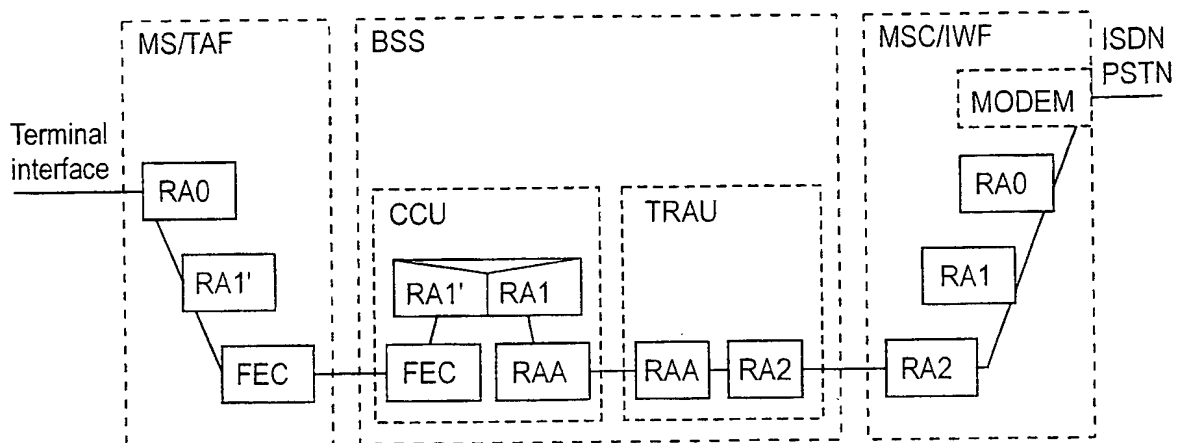 MS/TAF
BSS
MSC/IWF
ISDN
PSTN
MODEM
Terminal
interface
RA0
RA0
CCU
TRAU
RA1'
RA1'
RA1
RA1
FEC
FEC
RAA
RAA
RA2
RA2